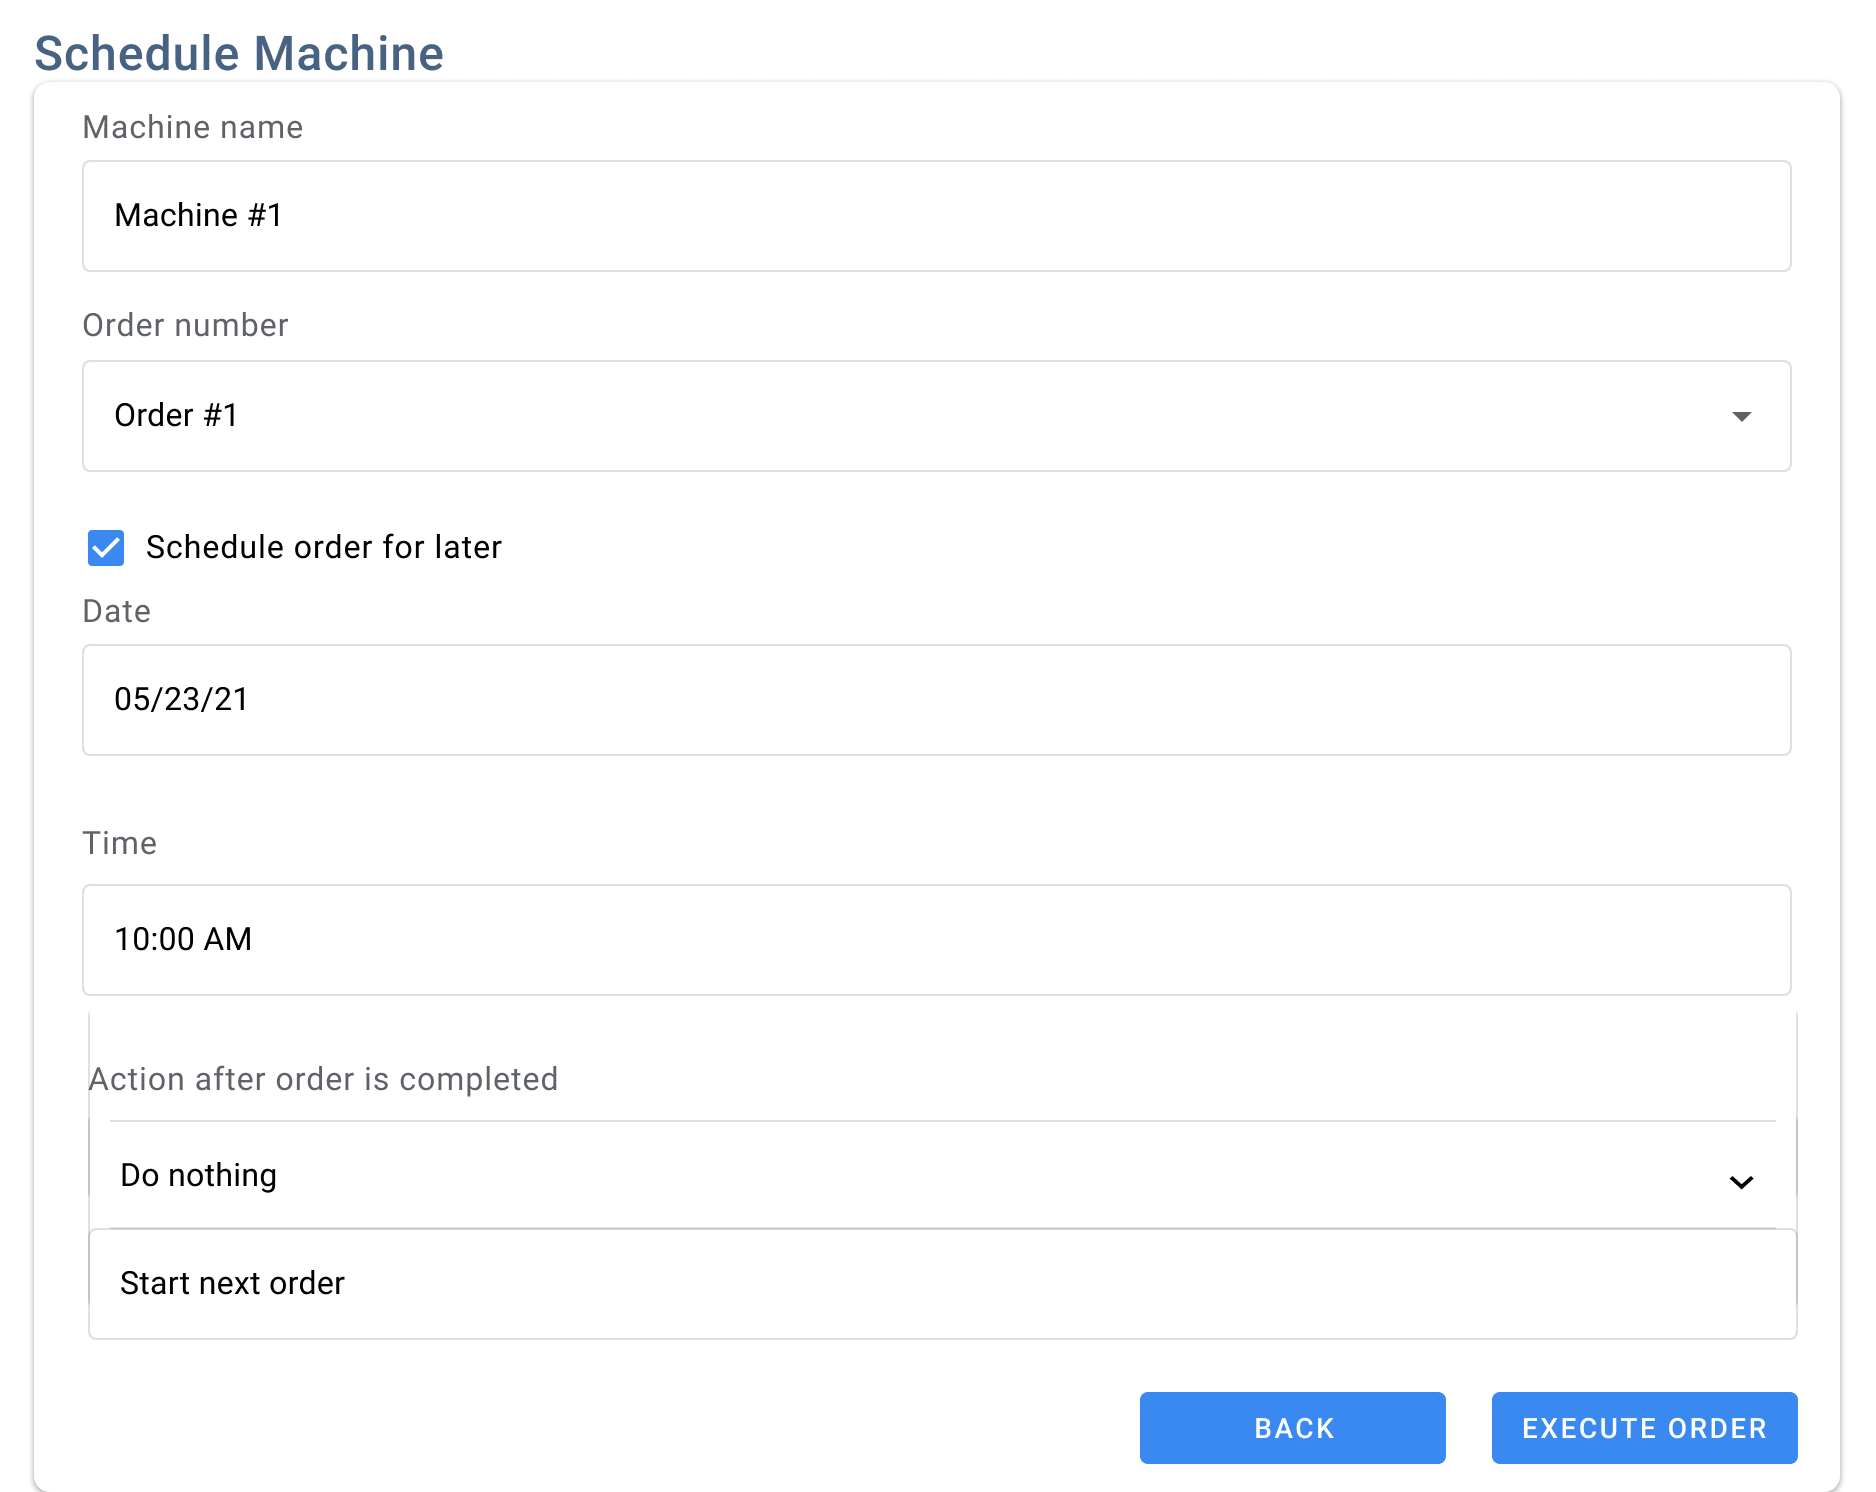 Schedule Machine
Machine name
Machine #1
Order number
Order #1
Schedule order for later
Date
05/23/21
Time
10:00 AM
Action after order is completed
Do nothing
Start next order
BACK
EXECUTE ORDER